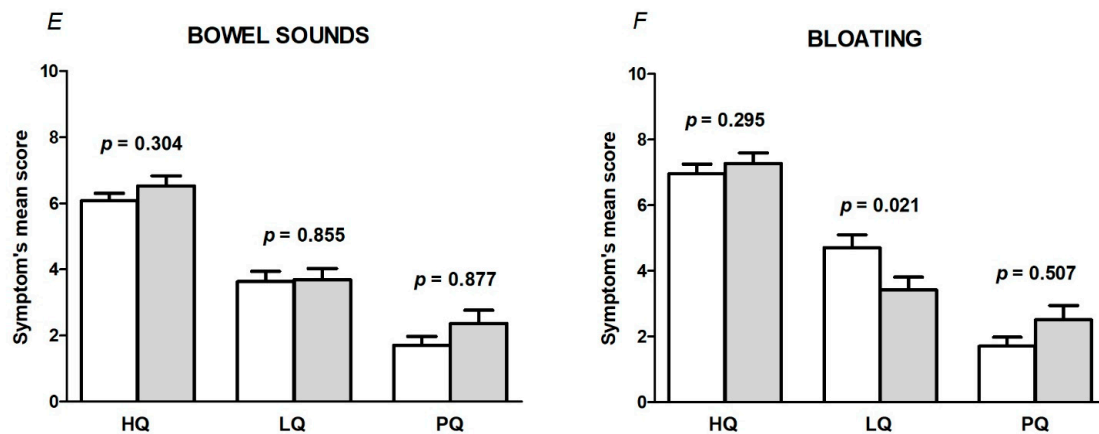 E
BOWEL SOUNDS
Symptom's mean score
10
8
6
4
2
0
p = 0.304
p = 0.855
p = 0.877
HQ LQ PQ
F
BLOATING
Symptom's mean score
10
8
6
4
2
0
p = 0.295
p = 0.021
p = 0.507
HQ LQ PQ